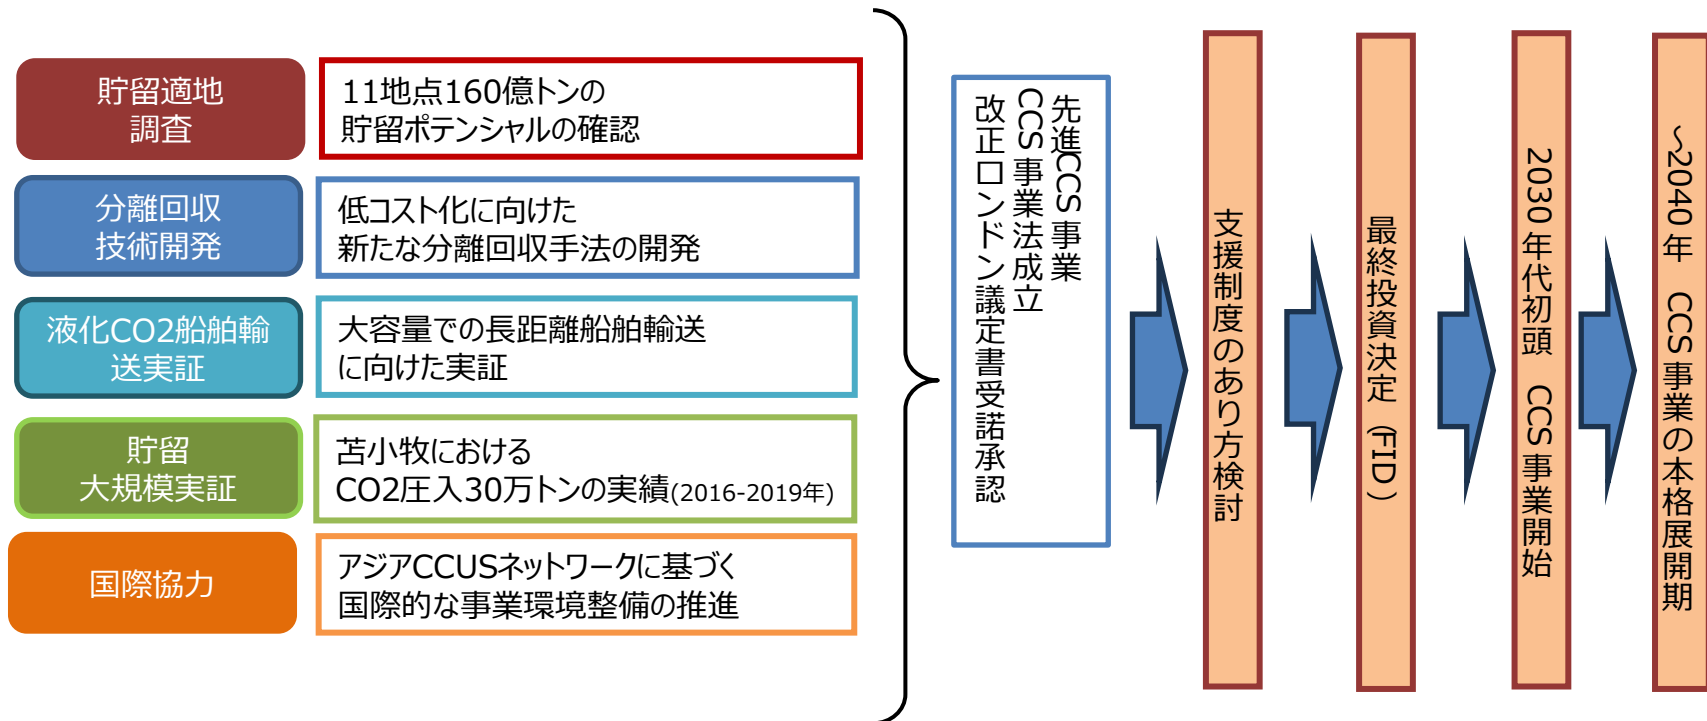 貯留適地
調査
11地点160億トンの
貯留ポテンシャルの確認
分離回収
技術開発
低コスト化に向けた
新たな分離回収手法の開発
液化CO2船舶輸
送実証
大容量での長距離船舶輸送
に向けた実証
貯留
大規模実証
苫小牧における
CO2圧入30万トンの実績(2016-2019年)
国際協力
アジアCCUSネットワークに基づく
国際的な事業環境整備の推進
先進CCS事業
CCS事業法成立
改正ロンドン議定書受諾承認
支援制度のあり方検討
最終投資決定（FID）
2030年代初頭　CCS事業開始
～2040年　CCS事業の本格展開期